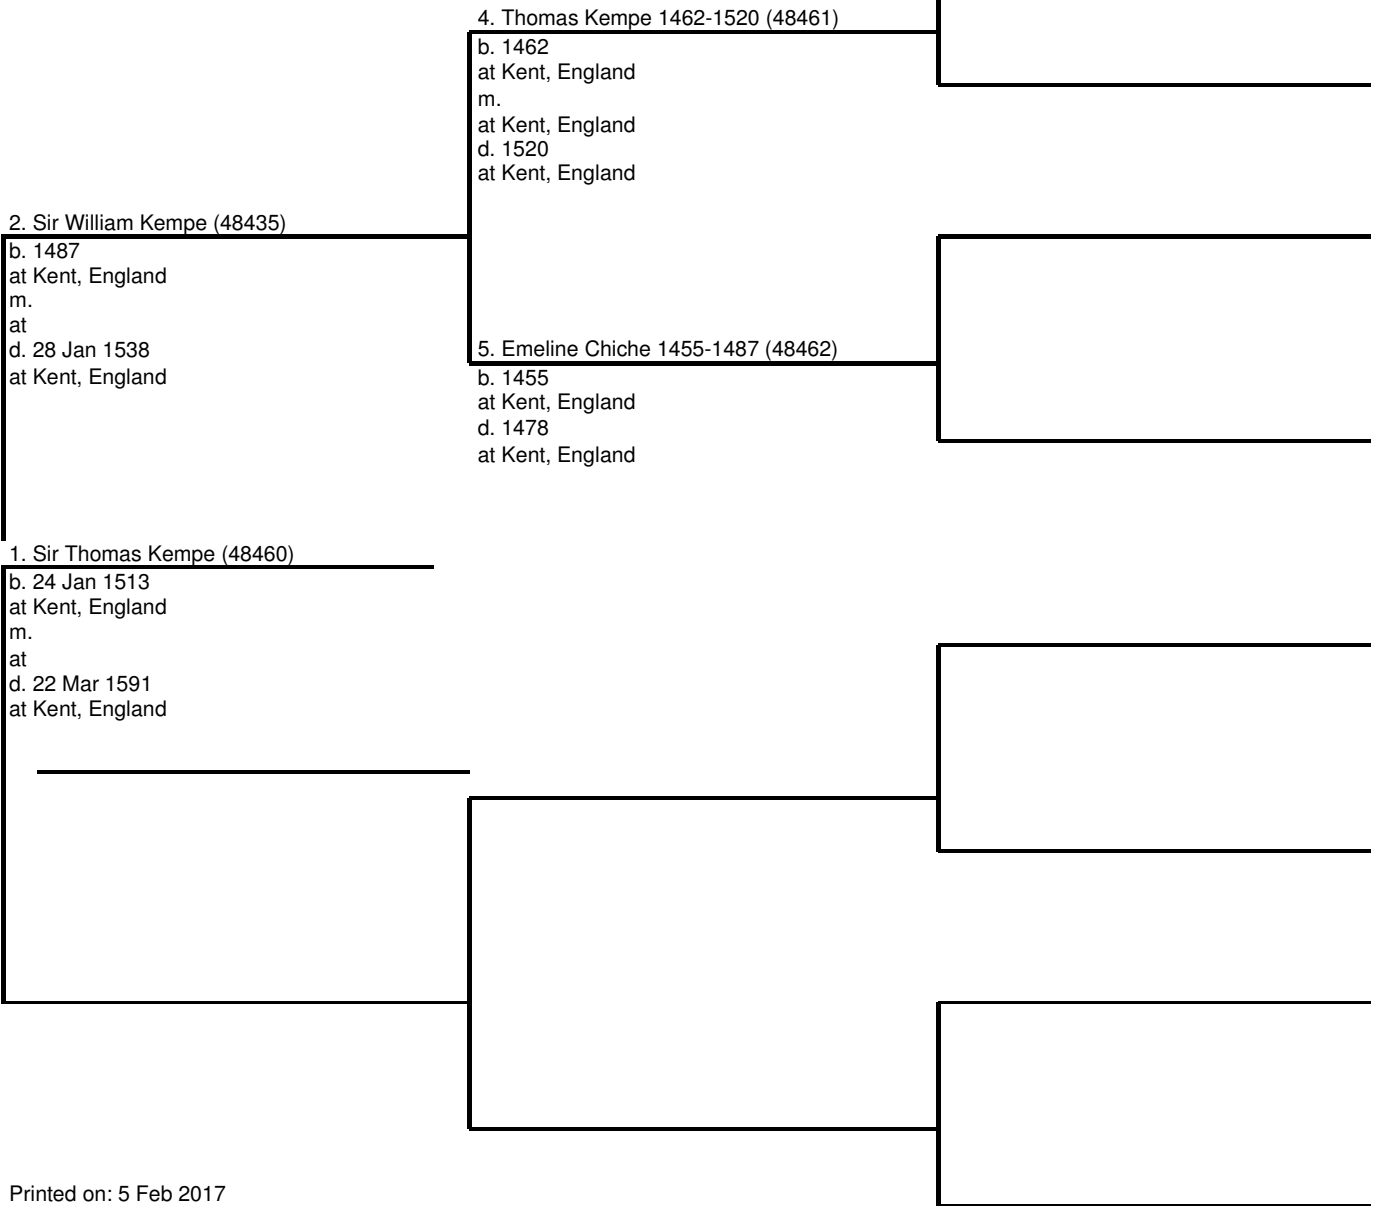 4. Thomas Kempe 1462-1520 (48461)
b. 1462
at Kent, England
m.
at Kent, England
d. 1520
at Kent, England
2. Sir William Kempe (48435)
b. 1487
at Kent, England
m.
at
d. 28 Jan 1538
at Kent, England
5. Emeline Chiche 1455-1487 (48462)
b. 1455
at Kent, England
d. 1478
at Kent, England
1. Sir Thomas Kempe (48460)
b. 24 Jan 1513
at Kent, England
m.
at
d. 22 Mar 1591
at Kent, England
Printed on: 5 Feb 2017